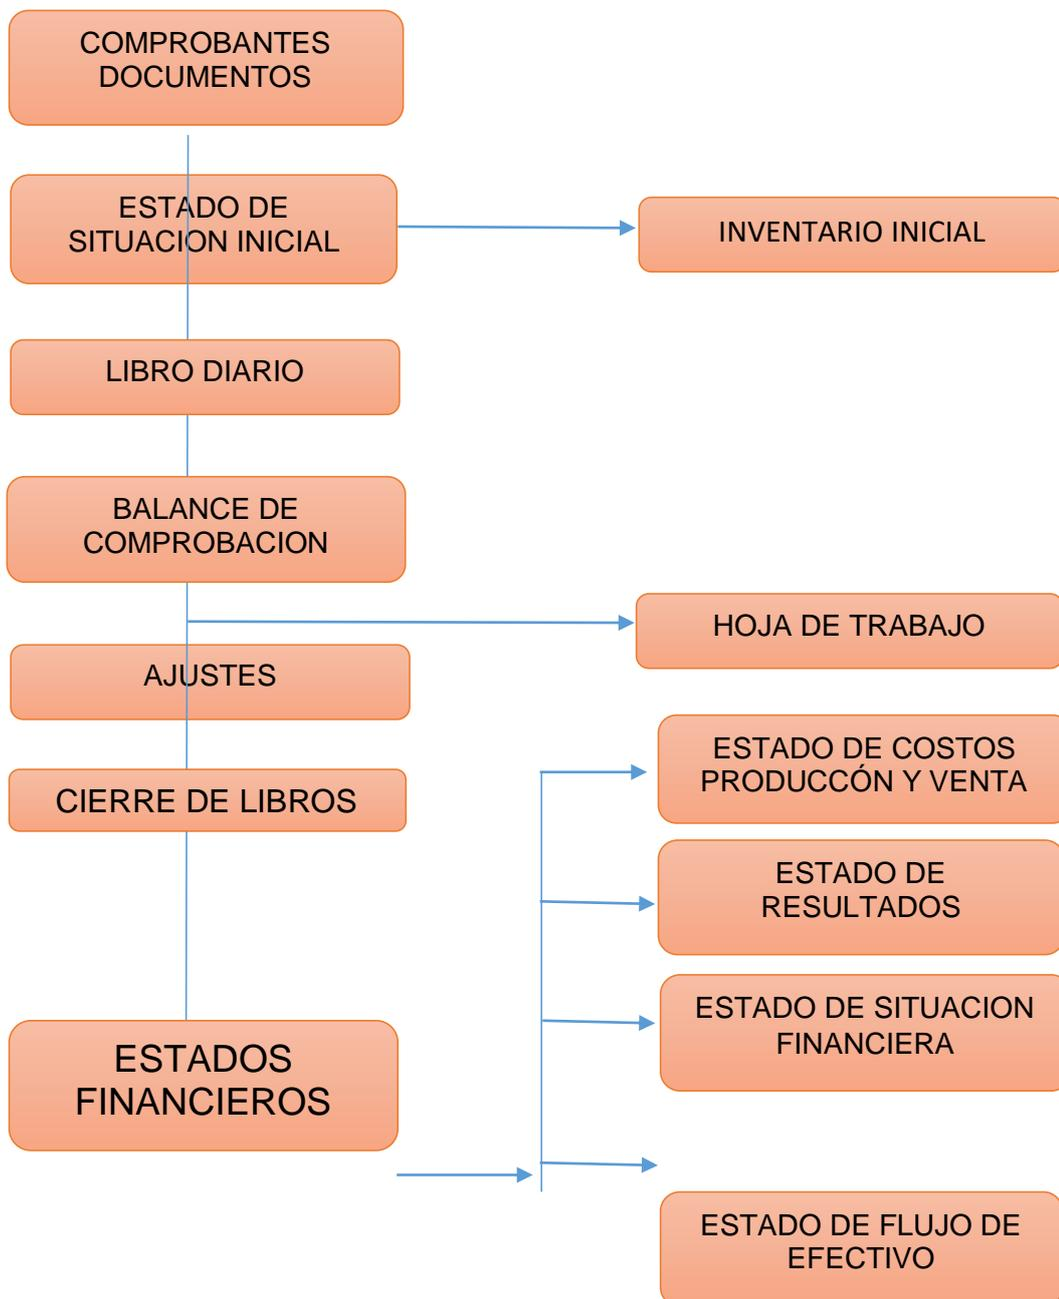 COMPROBANTES
DOCUMENTOS
ESTADO DE
SITUACION INICIAL
INVENTARIO INICIAL
LIBRO DIARIO
BALANCE DE
COMPROBACION
HOJA DE TRABAJO
AJUSTES
CIERRE DE LIBROS
ESTADO DE COSTOS
PRODUCCÓN Y VENTA
ESTADO DE
RESULTADOS
ESTADO DE SITUACION
FINANCIERA
ESTADOS
FINANCIEROS
ESTADO DE FLUJO DE
EFECTIVO